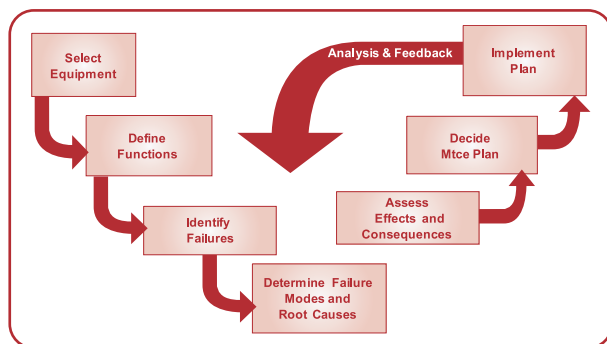 Select
Equipment
Define
Functions
Identify
Failures
Determine Failure
Modes and
Root Causes
Assess
Effects and
Consequences
Decide
Mtce Plan
Implement
Plan
Analysis & Feedback